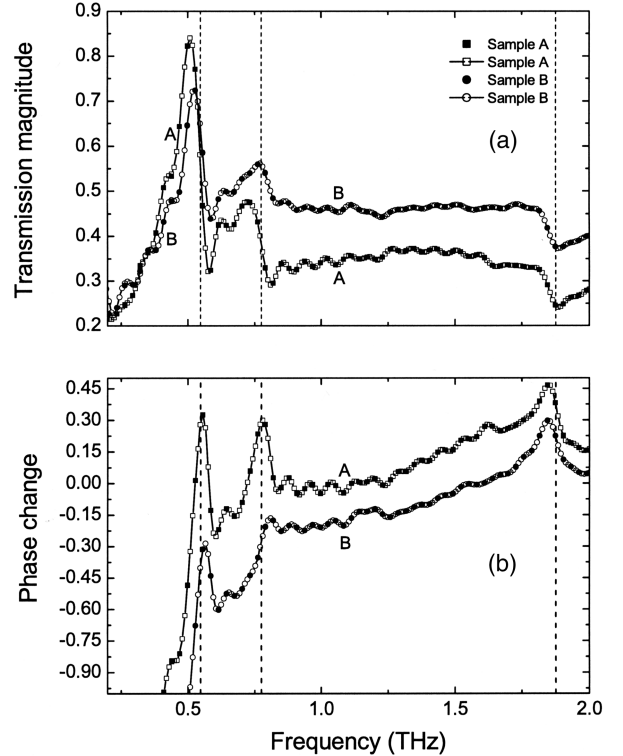 0.9
0.8
0.7
0.6
0.5
0.4
0.3
0.2
Transmission magnitude
Sample A
Sample A
Sample B
Sample B
(a)
A
B
B
A
0.45
0.30
0.15
0.00
-0.15
-0.30
-0.45
-0.60
-0.75
-0.90
Phase change
A
B
(b)
0.5 1.0 1.5 2.0
Frequency (THz)